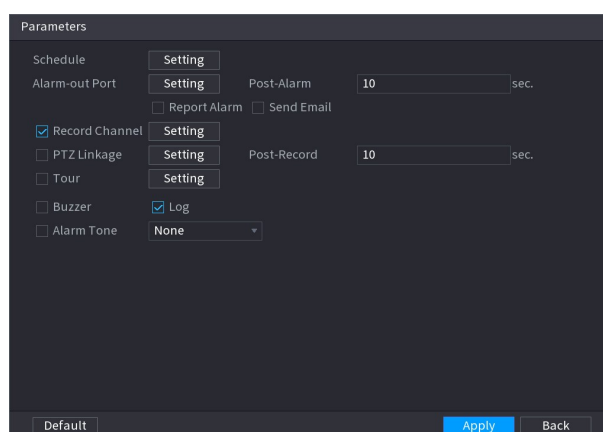 Parameters
Schedule Setting
Alarm-out Port Setting Post-Alarm 10 sec.
Report Alarm Send Email
Record Channel Setting
PTZ Linkage Setting Post-Record 10 sec.
Tour Setting
Buzzer Log
Alarm Tone None
Default Apply Back